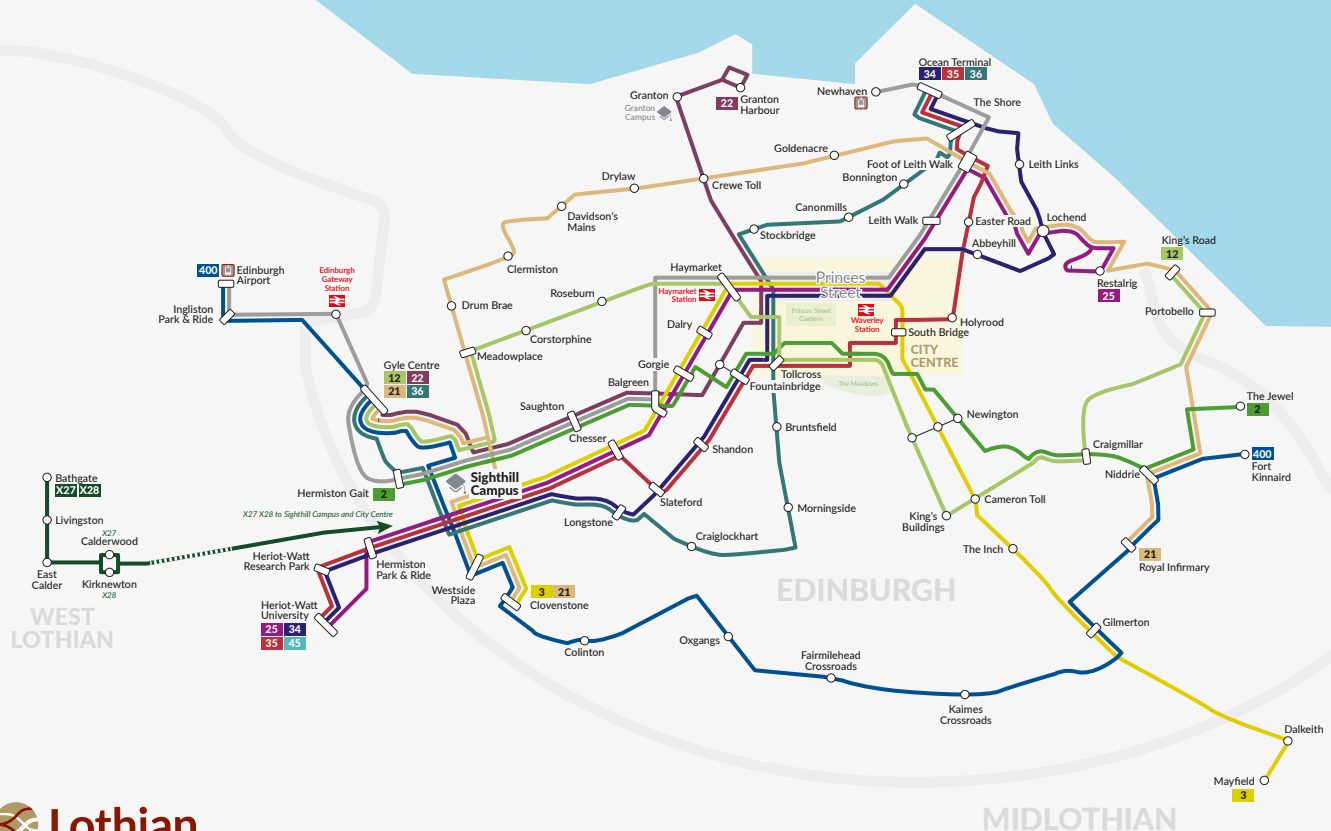 Ocean Terminal
34 35 36
Newhaven
The Shore
Granton
Granton
Campus
22 Granton
Harbour
Goldenacre
Foot of Leith Walk
Leith Links
Bonnington
Drylaw
Crewe Toll
Davidson's
Mains
Canonmills
Leith Walk
Easter Road
Lochend
Stockbridge
Abbeyhill
King's Road
12
Clermiston
400 Edinburgh
Airport
Edinburgh
Gateway
Station
Haymarket
Princes
Street
Restalrig
25
Roseburn
Haymarket
Station
Drum Brae
Ingliston
Park & Ride
Princes Street
Gardens
Waverley
Station
Portobello
Holyrood
South Bridge
Dalry
Corstorphine
Meadowplace
CITY
CENTRE
Gyle Centre
12 22
21 36
Gorgie
Tollcross
Fountainbridge
The Meadows
Balgreen
The Jewel
2
Saughton
Newington
Bruntsfield
Chesser
Shandon
Craigmillar
400
Fort
Kinnaird
Niddrie
Bathgate
X27 X28
Sighthill
Campus
Hermiston Gait 2
Cameron Toll
Slateford
Morningside
King's
Buildings
X27 X28 to Sighthill Campus and City Centre
Livingston
Longstone
X27
Calderwood
Craiglockhart
The Inch
21
Royal Infirmary
Heriot-Watt
Research Park
Hermiston
Park & Ride
East
Calder
Kirknewton
X28
Westside
Plaza
3 21
Clovenstone
EDINBURGH
WEST
LOTHIAN
Heriot-Watt
University
25 34
35 45
Gilmerton
Oxgangs
Colinton
Fairmilehead
Crossroads
Kaimes
Crossroads
Dalkeith
Mayfield
3
Lothian
MIDLOTHIAN